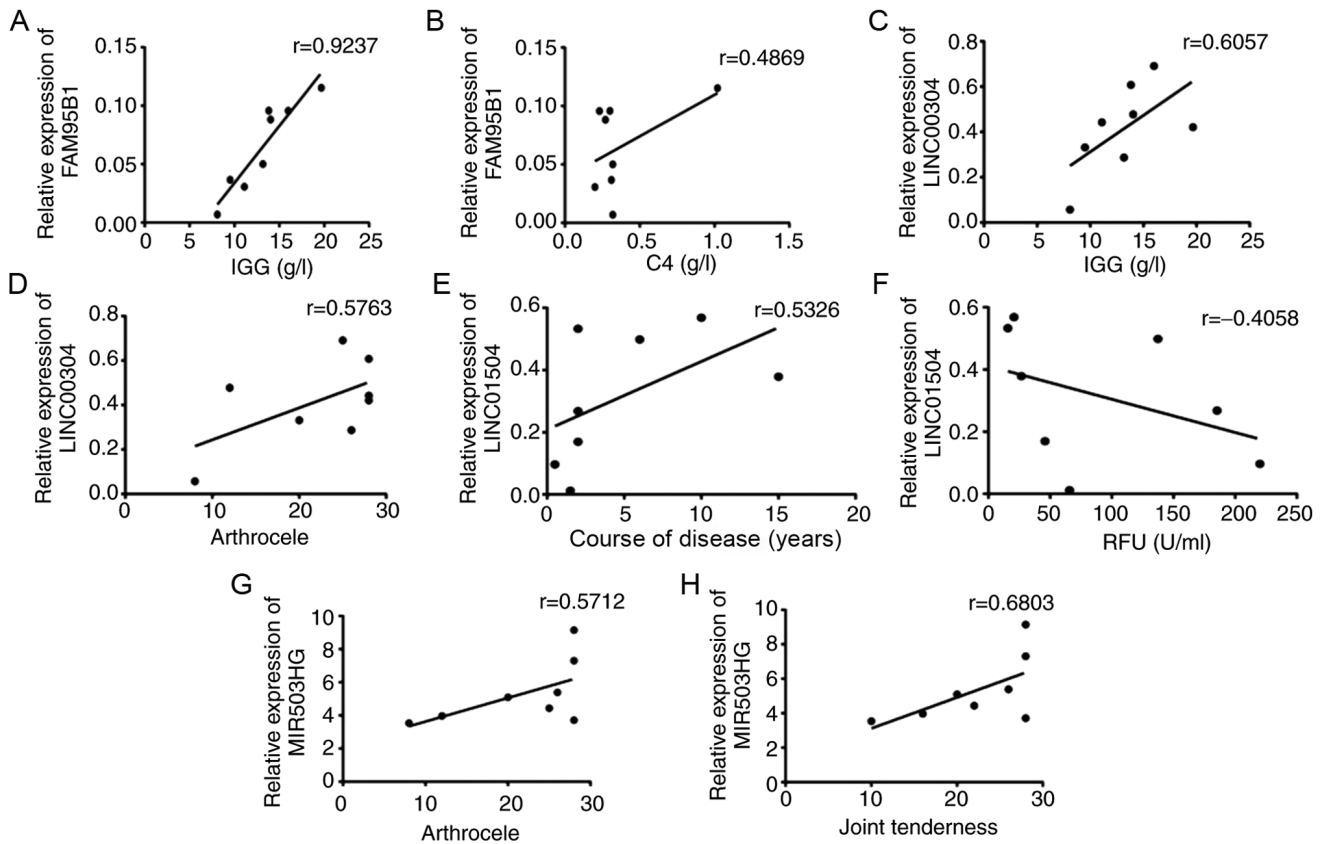 A
Relative expression of
FAM95B1
r=0.9237
0.15
0.10
0.05
0.00
0 5 10 15 20 25
IGG (g/l)
B
Relative expression of
FAM95B1
r=0.4869
0.15
0.10
0.05
0.00
0.0 0.5 1.0 1.5
C4 (g/l)
C
Relative expression of
LINC00304
r=0.6057
0.8
0.6
0.4
0.2
0.0
0 5 10 15 20 25
IGG (g/l)
D
Relative expression of
LINC00304
r=0.5763
0.8
0.6
0.4
0.2
0.0
0 10 20 30
Arthrocele
E
Relative expression of
LINC01504
r=0.5326
0.6
0.4
0.2
0.0
0 5 10 15 20
Course of disease (years)
F
Relative expression of
LINC01504
r=−0.4058
0.6
0.4
0.2
0.0
0 50 100 150 200 250
RFU (U/ml)
G
Relative expression of
MIR503HG
r=0.5712
10
8
6
4
2
0
0 10 20 30
Arthrocele
H
Relative expression of
MIR503HG
r=0.6803
10
8
6
4
2
0
0 10 20 30
Joint tenderness